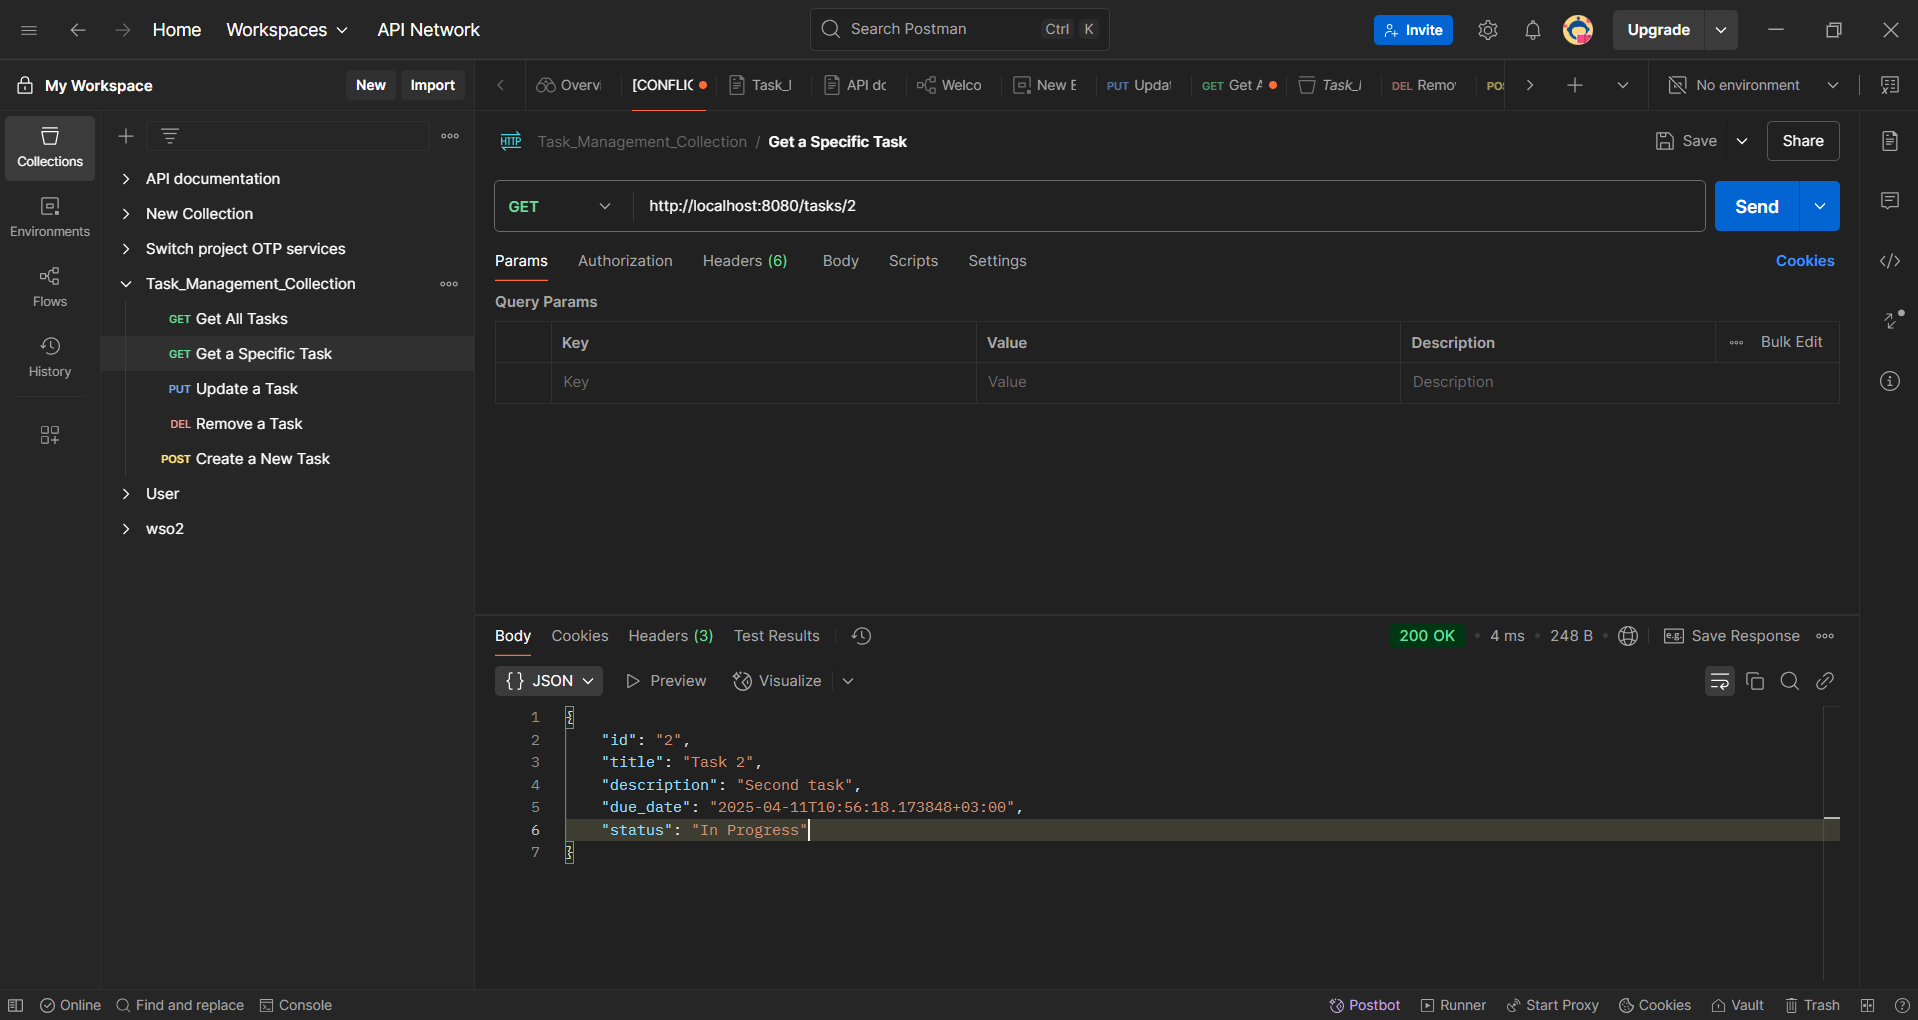 Home Workspaces API Network Search Postman Ctrl K Invite Upgrade
My Workspace New Import Overvi [CONFLIC Task_l API dc Welco New E PUT Updat GET Get A Task_l DEL Remo POS No environment
Collections
Environments
Flows
History
API documentation
New Collection
Switch project OTP services
Task_Management_Collection
GET Get All Tasks
GET Get a Specific Task
PUT Update a Task
DEL Remove a Task
POST Create a New Task
User
wso2
HTTP Task_Management_Collection / Get a Specific Task Save Share
GET http://localhost:8080/tasks/2 Send
Params Authorization Headers (6) Body Scripts Settings Cookies
Query Params
Key Value Description Bulk Edit
Key Value Description
Body Cookies Headers (3) Test Results 200 OK • 4 ms • 248 B • e.g. Save Response
{} JSON Preview Visualize
1 {
2 "id": "2",
3 "title": "Task 2",
4 "description": "Second task",
5 "due_date": "2025-04-11T10:56:18.173848+03:00",
6 "status": "In Progress"
7 }
Online Find and replace Console Postbot Runner Start Proxy Cookies Vault Trash